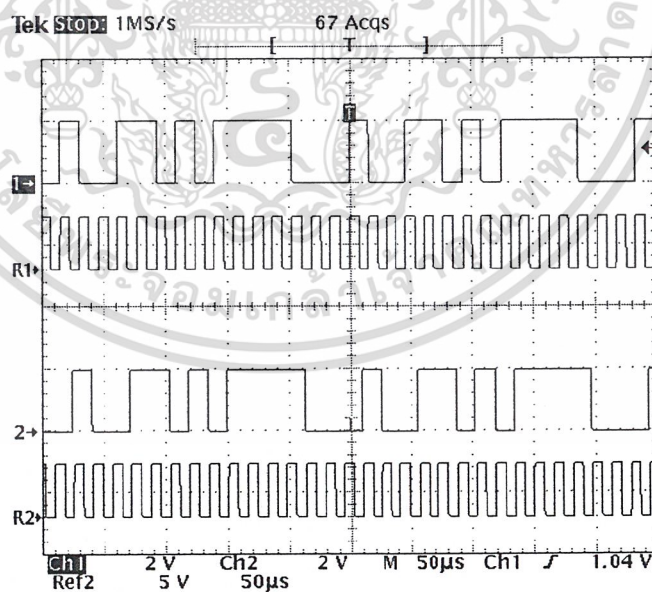 Tek Stop: 1MS/s 67 Acqs
T
T
1→
R1
2→
R2
Ch1 2 V Ch2 2 V M 50µs Ch1 ∫ 1.04 V
Ref2 5 V 50µs